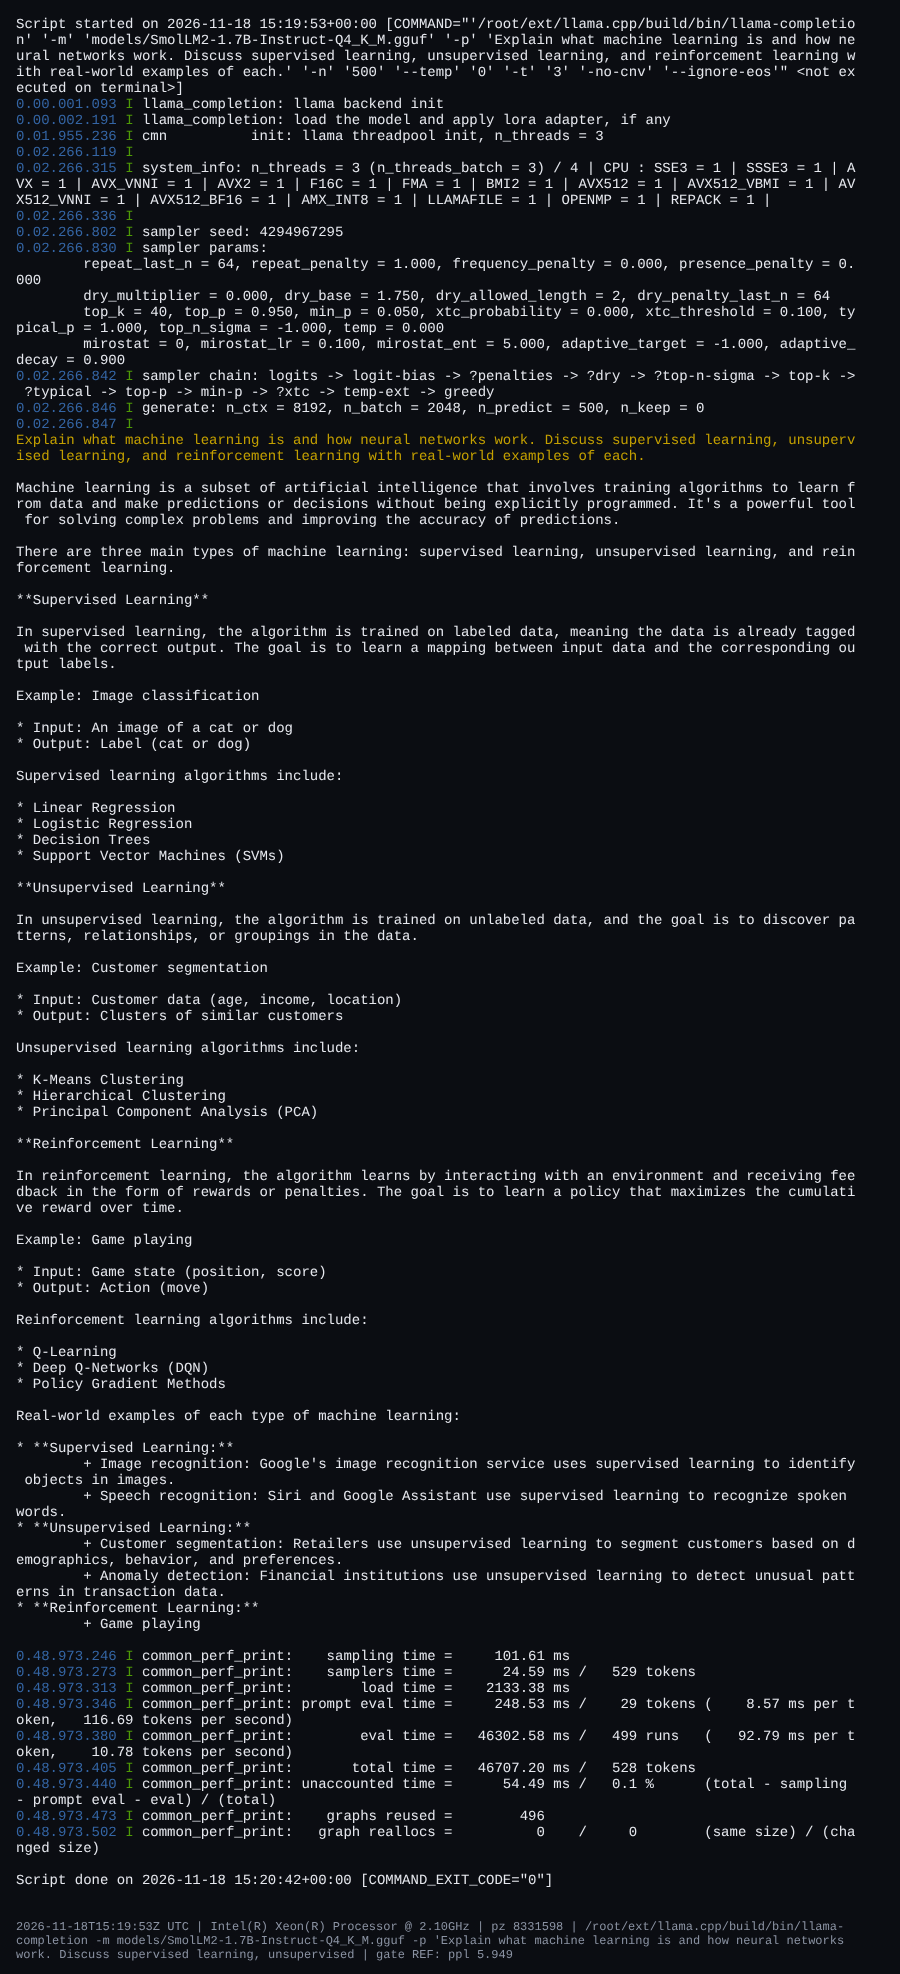 Script started on 2026-11-18 15:19:53+00:00 [COMMAND="'/root/ext/llama.cpp/build/bin/llama-completio
n' '-m' 'models/SmolLM2-1.7B-Instruct-Q4_K_M.gguf' '-p' 'Explain what machine learning is and how ne
ural networks work. Discuss supervised learning, unsupervised learning, and reinforcement learning w
ith real-world examples of each.' '-n' '500' '--temp' '0' '-t' '3' '-no-cnv' '--ignore-eos'" <not ex
ecuted on terminal>]
0.00.001.093 I llama_completion: llama backend init
0.00.002.191 I llama_completion: load the model and apply lora adapter, if any
0.01.955.236 I cmn          init: llama threadpool init, n_threads = 3
0.02.266.119 I
0.02.266.315 I system_info: n_threads = 3 (n_threads_batch = 3) / 4 | CPU : SSE3 = 1 | SSSE3 = 1 | A
VX = 1 | AVX_VNNI = 1 | AVX2 = 1 | F16C = 1 | FMA = 1 | BMI2 = 1 | AVX512 = 1 | AVX512_VBMI = 1 | AV
X512_VNNI = 1 | AVX512_BF16 = 1 | AMX_INT8 = 1 | LLAMAFILE = 1 | OPENMP = 1 | REPACK = 1 |
0.02.266.336 I
0.02.266.802 I sampler seed: 4294967295
0.02.266.830 I sampler params:
        repeat_last_n = 64, repeat_penalty = 1.000, frequency_penalty = 0.000, presence_penalty = 0.
000
        dry_multiplier = 0.000, dry_base = 1.750, dry_allowed_length = 2, dry_penalty_last_n = 64
        top_k = 40, top_p = 0.950, min_p = 0.050, xtc_probability = 0.000, xtc_threshold = 0.100, ty
pical_p = 1.000, top_n_sigma = -1.000, temp = 0.000
        mirostat = 0, mirostat_lr = 0.100, mirostat_ent = 5.000, adaptive_target = -1.000, adaptive_
decay = 0.900
0.02.266.842 I sampler chain: logits -> logit-bias -> ?penalties -> ?dry -> ?top-n-sigma -> top-k ->
 ?typical -> top-p -> min-p -> ?xtc -> temp-ext -> greedy
0.02.266.846 I generate: n_ctx = 8192, n_batch = 2048, n_predict = 500, n_keep = 0
0.02.266.847 I
Explain what machine learning is and how neural networks work. Discuss supervised learning, unsuperv
ised learning, and reinforcement learning with real-world examples of each.

Machine learning is a subset of artificial intelligence that involves training algorithms to learn f
rom data and make predictions or decisions without being explicitly programmed. It's a powerful tool
 for solving complex problems and improving the accuracy of predictions.

There are three main types of machine learning: supervised learning, unsupervised learning, and rein
forcement learning.

**Supervised Learning**

In supervised learning, the algorithm is trained on labeled data, meaning the data is already tagged
 with the correct output. The goal is to learn a mapping between input data and the corresponding ou
tput labels.

Example: Image classification

* Input: An image of a cat or dog
* Output: Label (cat or dog)

Supervised learning algorithms include:

* Linear Regression
* Logistic Regression
* Decision Trees
* Support Vector Machines (SVMs)

**Unsupervised Learning**

In unsupervised learning, the algorithm is trained on unlabeled data, and the goal is to discover pa
tterns, relationships, or groupings in the data.

Example: Customer segmentation

* Input: Customer data (age, income, location)
* Output: Clusters of similar customers

Unsupervised learning algorithms include:

* K-Means Clustering
* Hierarchical Clustering
* Principal Component Analysis (PCA)

**Reinforcement Learning**

In reinforcement learning, the algorithm learns by interacting with an environment and receiving fee
dback in the form of rewards or penalties. The goal is to learn a policy that maximizes the cumulati
ve reward over time.

Example: Game playing

* Input: Game state (position, score)
* Output: Action (move)

Reinforcement learning algorithms include:

* Q-Learning
* Deep Q-Networks (DQN)
* Policy Gradient Methods

Real-world examples of each type of machine learning:

* **Supervised Learning:**
        + Image recognition: Google's image recognition service uses supervised learning to identify
 objects in images.
        + Speech recognition: Siri and Google Assistant use supervised learning to recognize spoken
words.
* **Unsupervised Learning:**
        + Customer segmentation: Retailers use unsupervised learning to segment customers based on d
emographics, behavior, and preferences.
        + Anomaly detection: Financial institutions use unsupervised learning to detect unusual patt
erns in transaction data.
* **Reinforcement Learning:**
        + Game playing

0.48.973.246 I common_perf_print:    sampling time =     101.61 ms
0.48.973.273 I common_perf_print:    samplers time =      24.59 ms /   529 tokens
0.48.973.313 I common_perf_print:        load time =    2133.38 ms
0.48.973.346 I common_perf_print: prompt eval time =     248.53 ms /    29 tokens (    8.57 ms per t
oken,   116.69 tokens per second)
0.48.973.380 I common_perf_print:        eval time =   46302.58 ms /   499 runs   (   92.79 ms per t
oken,    10.78 tokens per second)
0.48.973.405 I common_perf_print:       total time =   46707.20 ms /   528 tokens
0.48.973.440 I common_perf_print: unaccounted time =      54.49 ms /   0.1 %      (total - sampling
- prompt eval - eval) / (total)
0.48.973.473 I common_perf_print:    graphs reused =        496
0.48.973.502 I common_perf_print:   graph reallocs =          0    /     0        (same size) / (cha
nged size)

Script done on 2026-11-18 15:20:42+00:00 [COMMAND_EXIT_CODE="0"]

2026-11-18T15:19:53Z UTC | Intel(R) Xeon(R) Processor @ 2.10GHz | pz 8331598 | /root/ext/llama.cpp/build/bin/llama-
completion -m models/SmolLM2-1.7B-Instruct-Q4_K_M.gguf -p 'Explain what machine learning is and how neural networks
work. Discuss supervised learning, unsupervised | gate REF: ppl 5.949